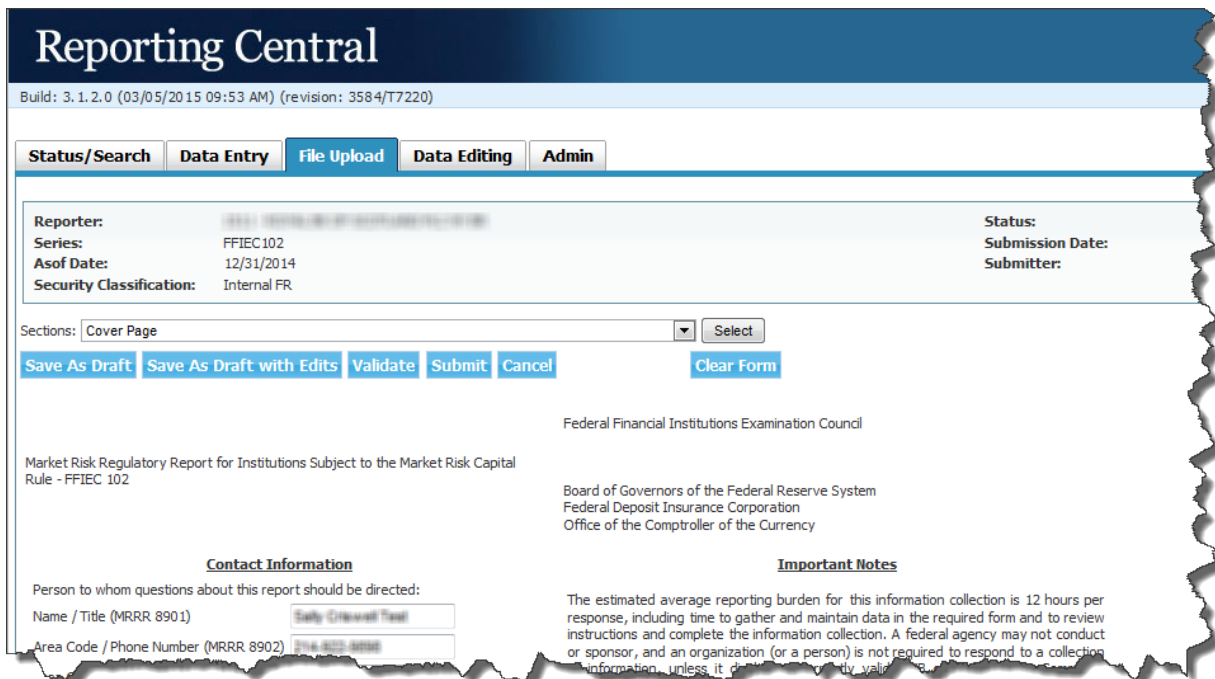 Reporting Central
Build: 3.1.2.0 (03/05/2015 09:53 AM) (revision: 3584/T7220)
Status/Search Data Entry File Upload Data Editing Admin
Reporter: Status:
Series: FFIEC102 Submission Date:
Asof Date: 12/31/2014 Submitter:
Security Classification: Internal FR
Sections: Cover Page Select
Save As Draft Save As Draft with Edits Validate Submit Cancel Clear Form
Federal Financial Institutions Examination Council
Market Risk Regulatory Report for Institutions Subject to the Market Risk Capital
Rule - FFIEC 102
Board of Governors of the Federal Reserve System
Federal Deposit Insurance Corporation
Office of the Comptroller of the Currency
Contact Information
Person to whom questions about this report should be directed:
Name / Title (MRRR 8901)
Area Code / Phone Number (MRRR 8902)
Important Notes
The estimated average reporting burden for this information collection is 12 hours per
response, including time to gather and maintain data in the required form and to review
instructions and complete the information collection. A federal agency may not conduct
or sponsor, and an organization (or a person) is not required to respond to a collection
of information, unless it